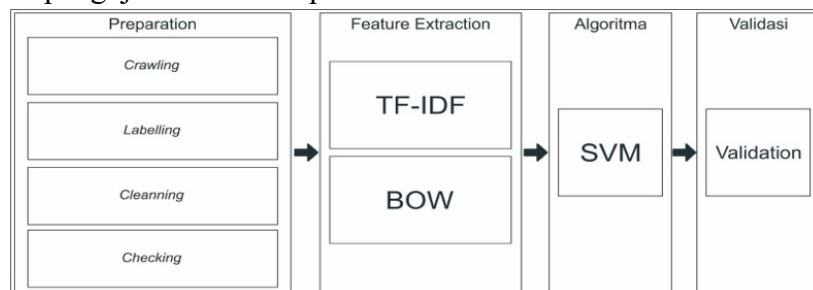 Preparation
Crawling
Labelling
Cleanning
Checking
Feature Extraction
TF-IDF
BOW
Algoritma
SVM
Validasi
Validation